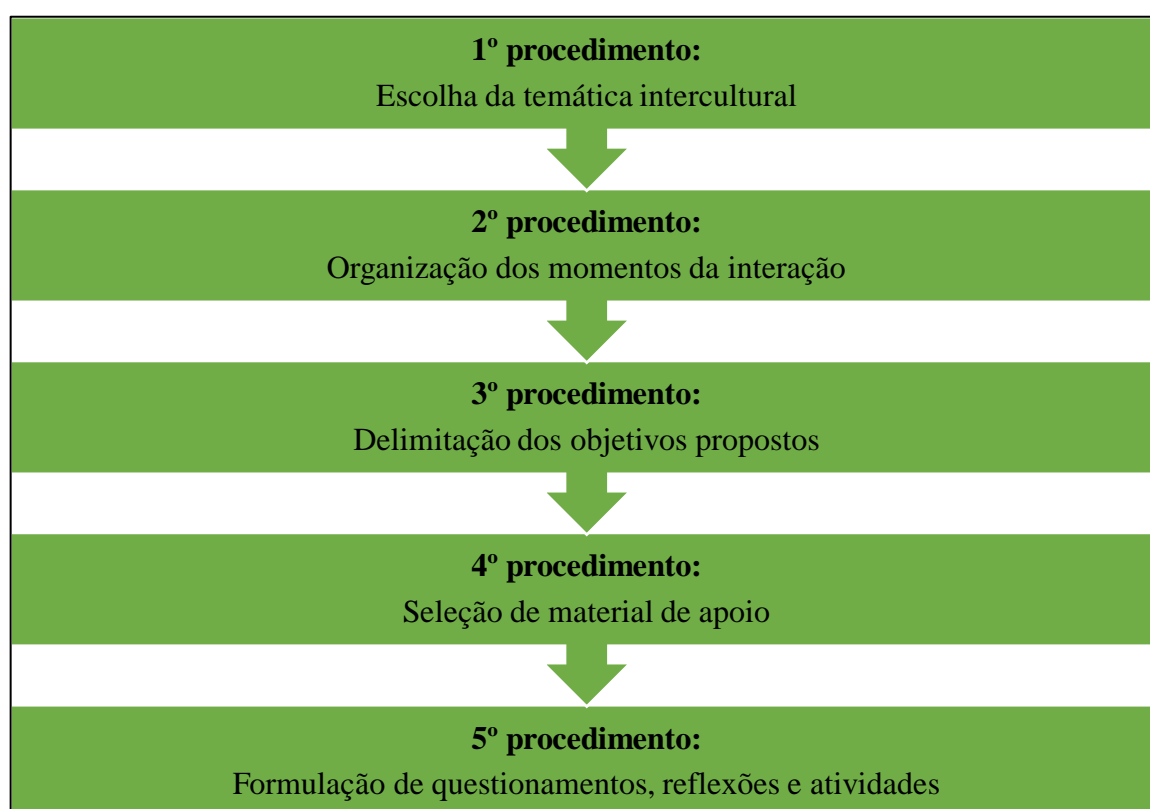 1º procedimento:
Escolha da temática intercultural
2º procedimento:
Organização dos momentos da interação
3º procedimento:
Delimitação dos objetivos propostos
4º procedimento:
Seleção de material de apoio
5º procedimento:
Formulação de questionamentos, reflexões e atividades